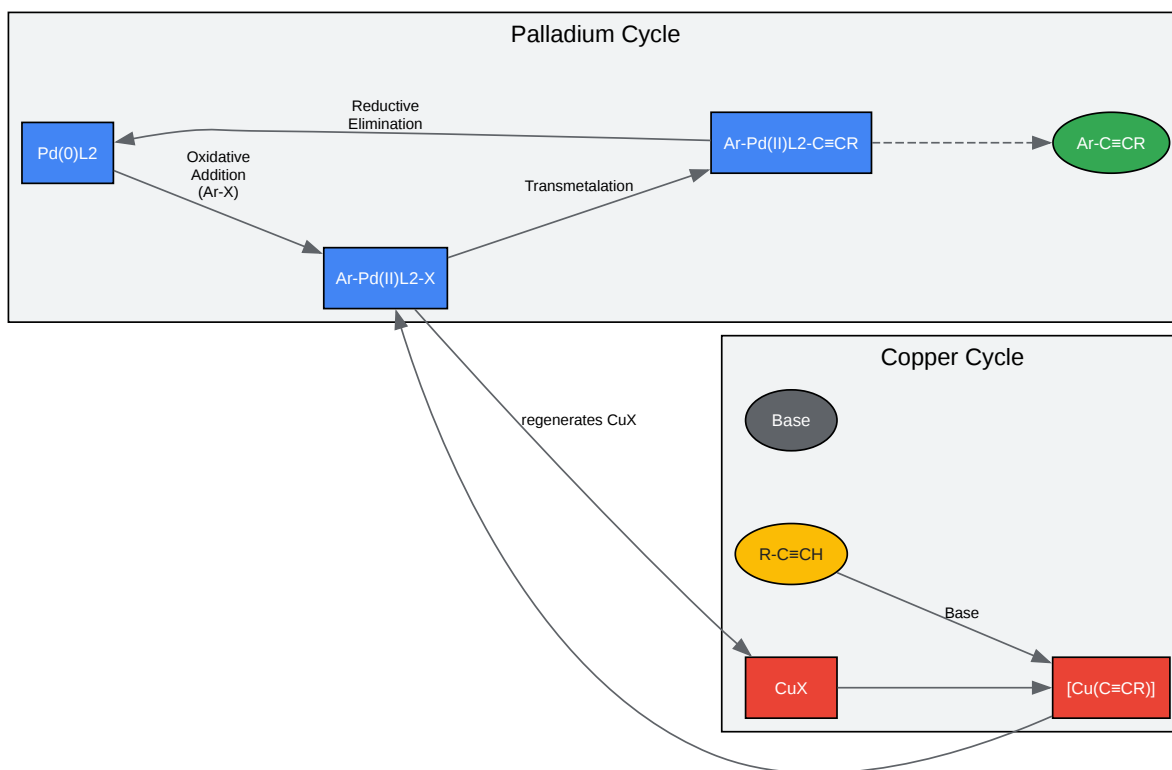 Palladium Cycle
Reductive
Elimination
Pd(0)L2
Ar-Pd(II)L2-C≡CR
Ar-C≡CR
Oxidative
Addition
(Ar-X)
Transmetalation
Ar-Pd(II)L2-X
Copper Cycle
Base
regenerates CuX
R-C≡CH
Base
CuX
[Cu(C≡CR)]